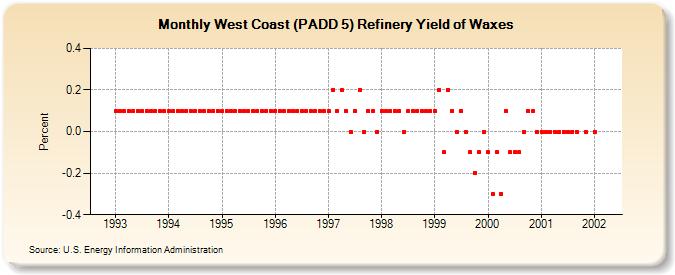 Monthly West Coast (PADD 5) Refinery Yield of Waxes
Percent
0.4
0.2
0.0
-0.2
-0.4
1993 1994 1995 1996 1997 1998 1999 2000 2001 2002
Source: U.S. Energy Information Administration